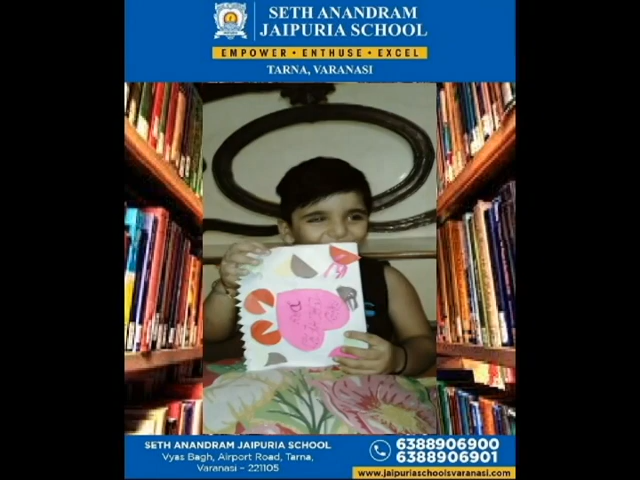 SETH ANANDRAM
JAIPURIA SCHOOL
EMPOWER • ENTHUSE • EXCEL
TARNA, VARANASI
SETH ANANDRAM JAIPURIA SCHOOL
Vyas Bagh, Airport Road, Tarna,
Varanasi – 221105
6388906900
6388906901
www.jaipuriaschoolsvaranasi.com